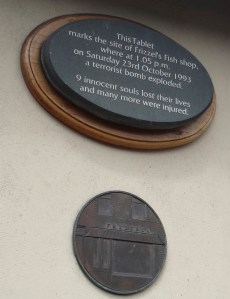 This Tablet
marks the site of Frizzel's Fish shop,
where at 1.05 p.m.
on Saturday 23rd October 1993
a terrorist bomb exploded.
9 innocent souls lost their lives
and many more were injured.